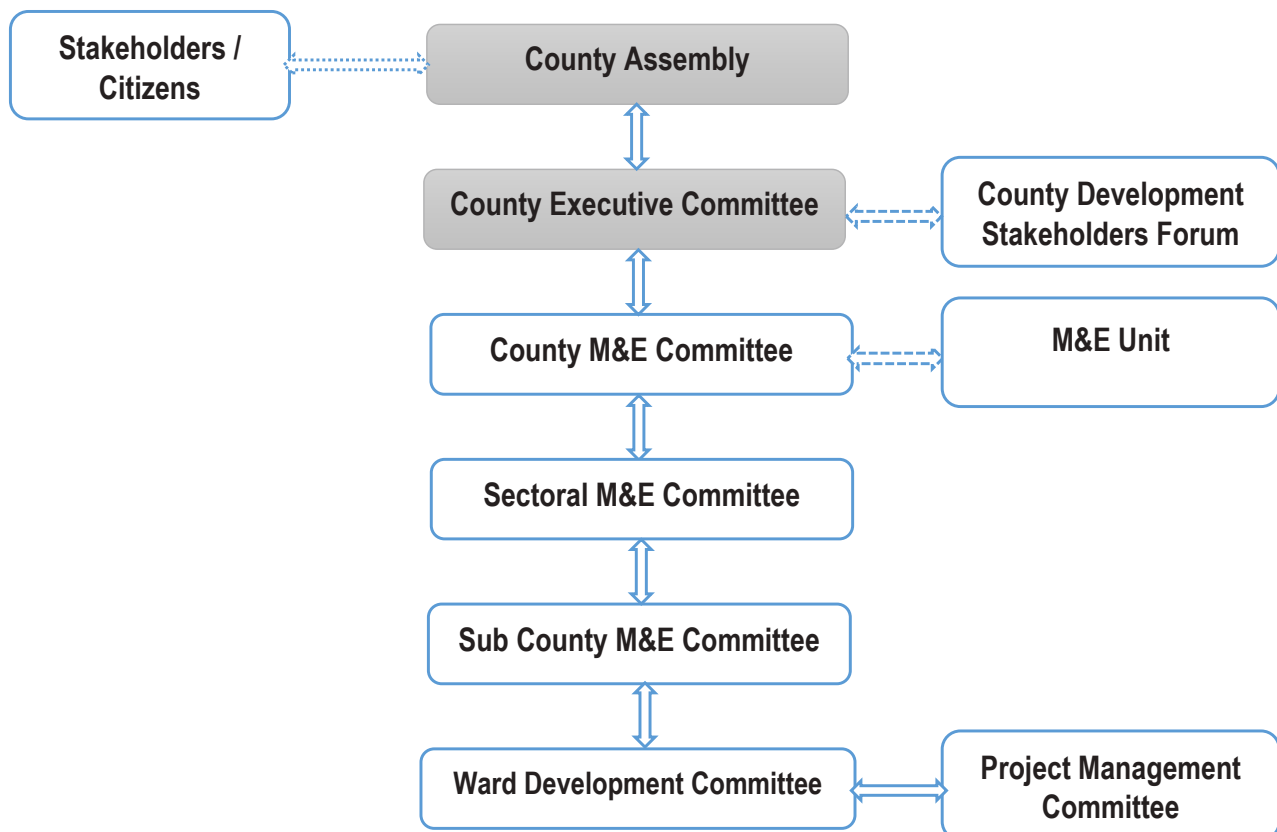 Stakeholders /
Citizens
County Assembly
County Executive Committee
County Development
Stakeholders Forum
County M&E Committee
M&E Unit
Sectoral M&E Committee
Sub County M&E Committee
Ward Development Committee
Project Management
Committee